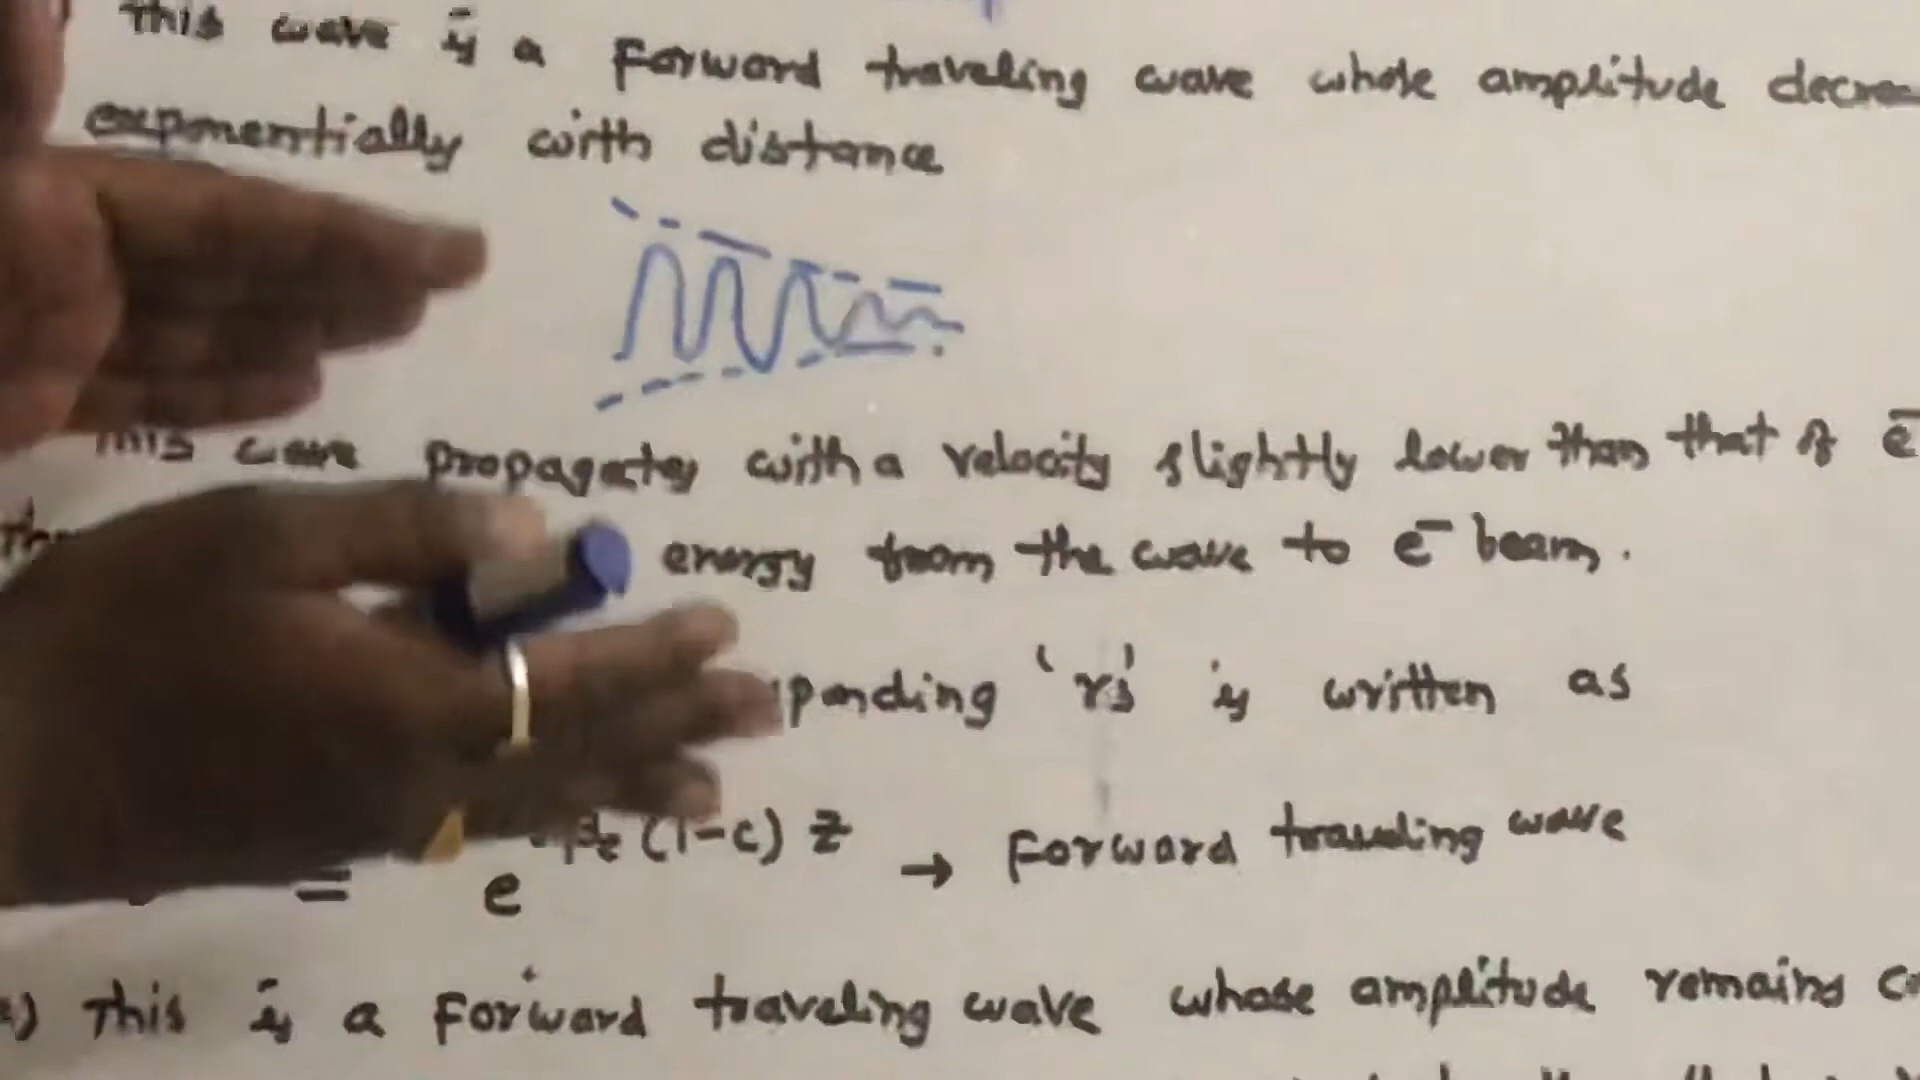 This wave is a Forward traveling wave whose amplitude decrea
exponentially with distance
This wave propagates with a velocity slightly lower than that of e⁻
energy from the wave to e⁻ beam.
ponding 'γ3' is written as
= e βe (1-c) z → Forward traveling wave
This is a Forward traveling wave whose amplitude remains